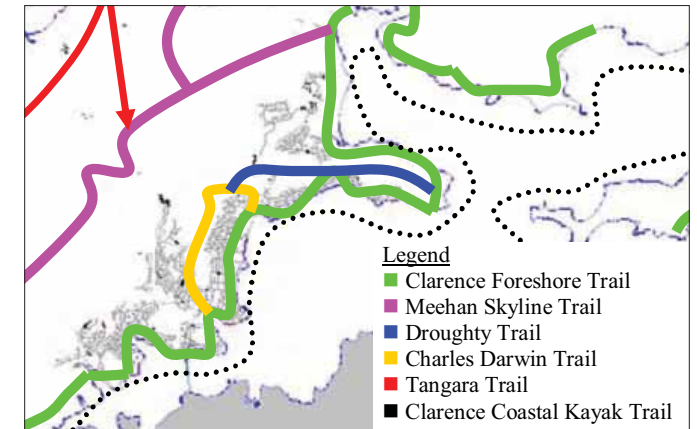 Legend
Clarence Foreshore Trail
Meehan Skyline Trail
Droughty Trail
Charles Darwin Trail
Tangara Trail
Clarence Coastal Kayak Trail